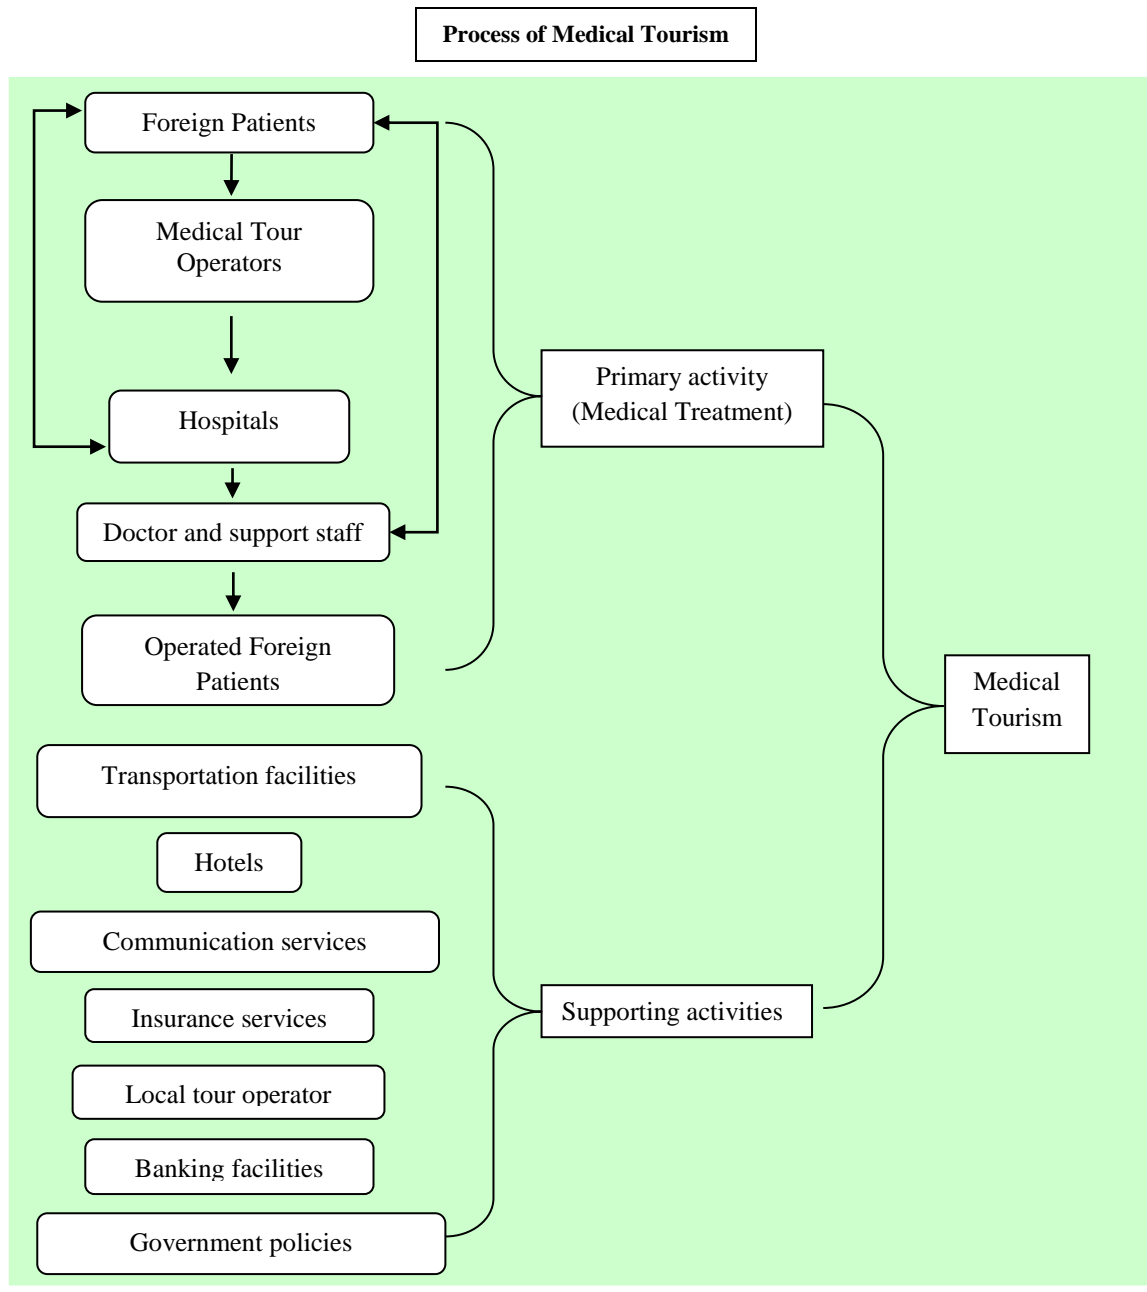 Process of Medical Tourism
Foreign Patients
Medical Tour
Operators
Hospitals
Doctor and support staff
Operated Foreign
Patients
Primary activity
(Medical Treatment)
Transportation facilities
Hotels
Communication services
Insurance services
Local tour operator
Banking facilities
Government policies
Supporting activities
Medical
Tourism